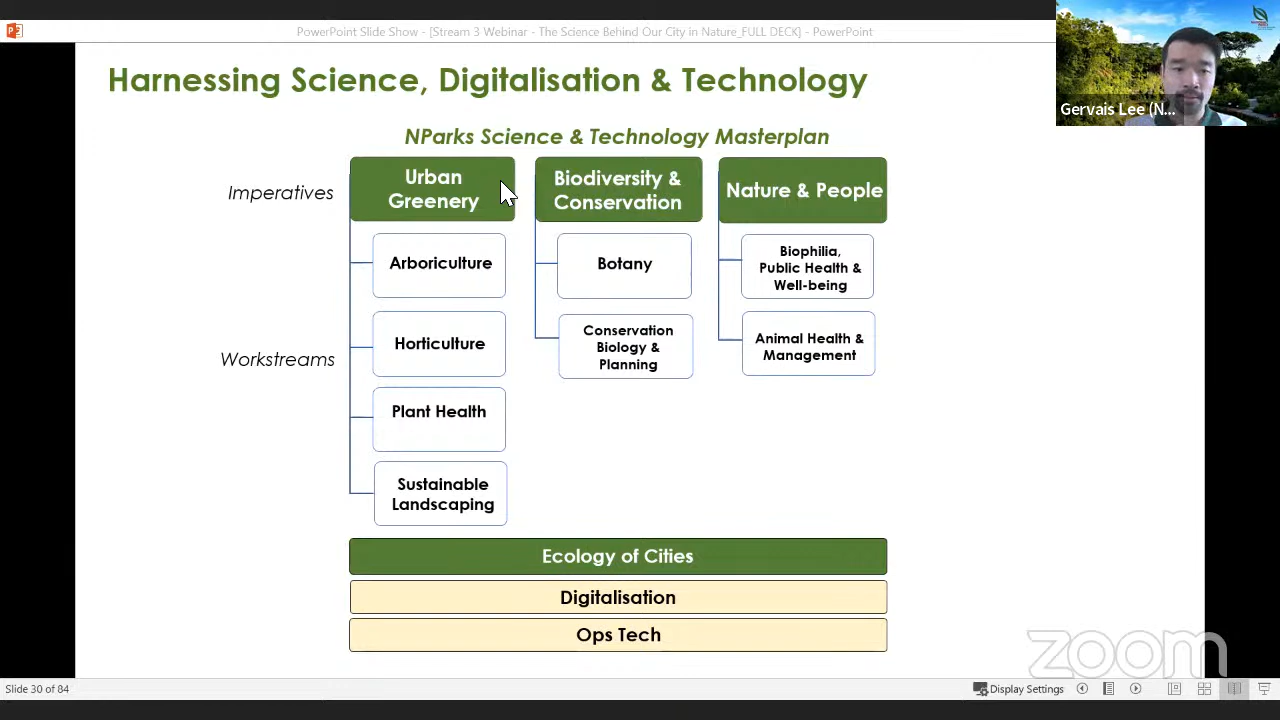 PowerPoint Slide Show - [Stream 3 Webinar - The Science Behind Our City in Nature_FULL DECK] - PowerPoint
Harnessing Science, Digitalisation & Technology
Gervais Lee (N...
NParks Science & Technology Masterplan
Imperatives
Urban
Greenery
Biodiversity &
Conservation
Nature & People
Workstreams
Arboriculture
Horticulture
Plant Health
Sustainable
Landscaping
Botany
Conservation
Biology &
Planning
Biophilia,
Public Health &
Well-being
Animal Health &
Management
Ecology of Cities
Digitalisation
Ops Tech
zoom
Slide 30 of 84
Display Settings